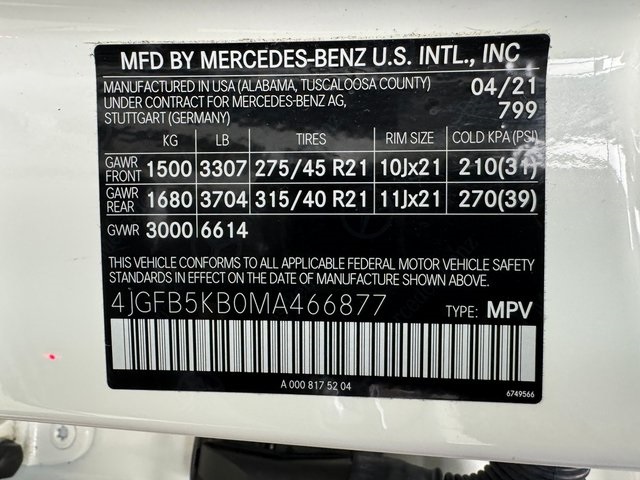 MFD BY MERCEDES-BENZ U.S. INTL., INC
MANUFACTURED IN USA (ALABAMA, TUSCALOOSA COUNTY) 04/21
UNDER CONTRACT FOR MERCEDES-BENZ AG, 799
STUTTGART (GERMANY)
KG LB TIRES RIM SIZE COLD KPA (PSI)
GAWR FRONT 1500 3307 275/45 R21 10Jx21 210(31)
GAWR REAR 1680 3704 315/40 R21 11Jx21 270(39)
GVWR 3000 6614
THIS VEHICLE CONFORMS TO ALL APPLICABLE FEDERAL MOTOR VEHICLE SAFETY
STANDARDS IN EFFECT ON THE DATE OF MANUFACTURE SHOWN ABOVE.
4JGFB5KB0MA466877 TYPE: MPV
A 000 817 52 04
6749566